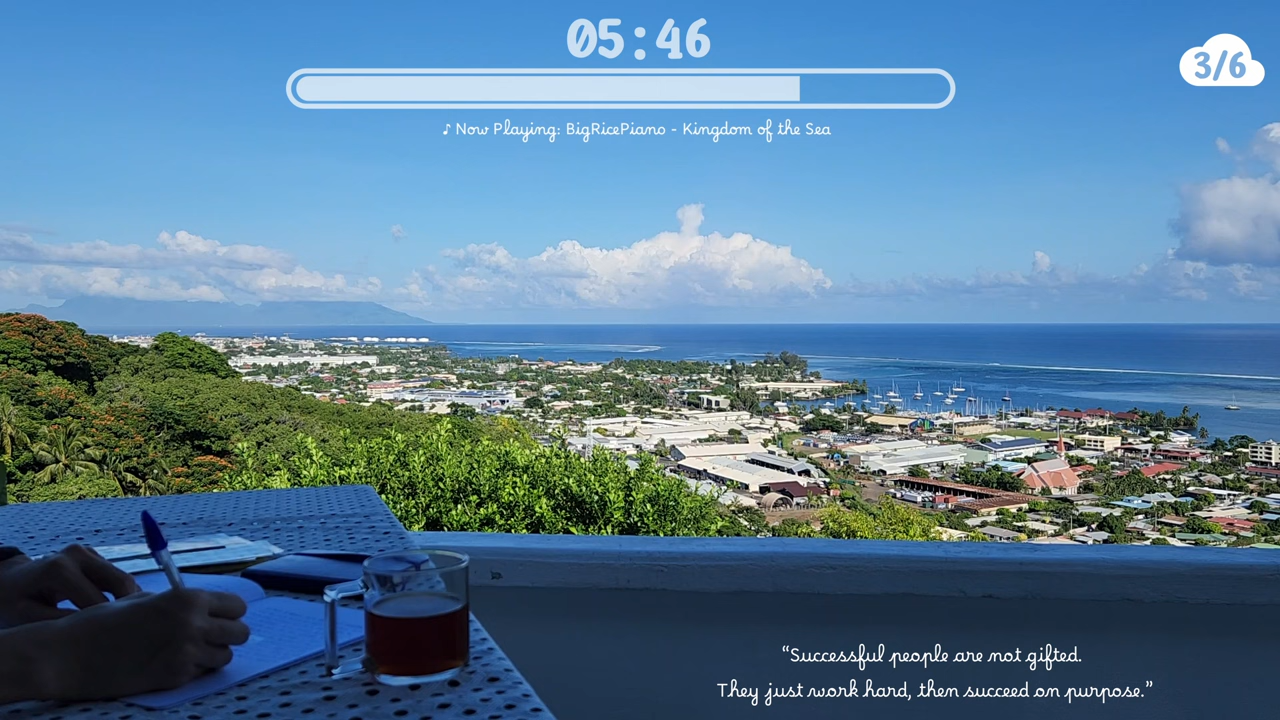 05:46
3/6
♪ Now Playing: BigRicePiano - Kingdom of the Sea
“Successful people are not gifted.
They just work hard, then succeed on purpose.”